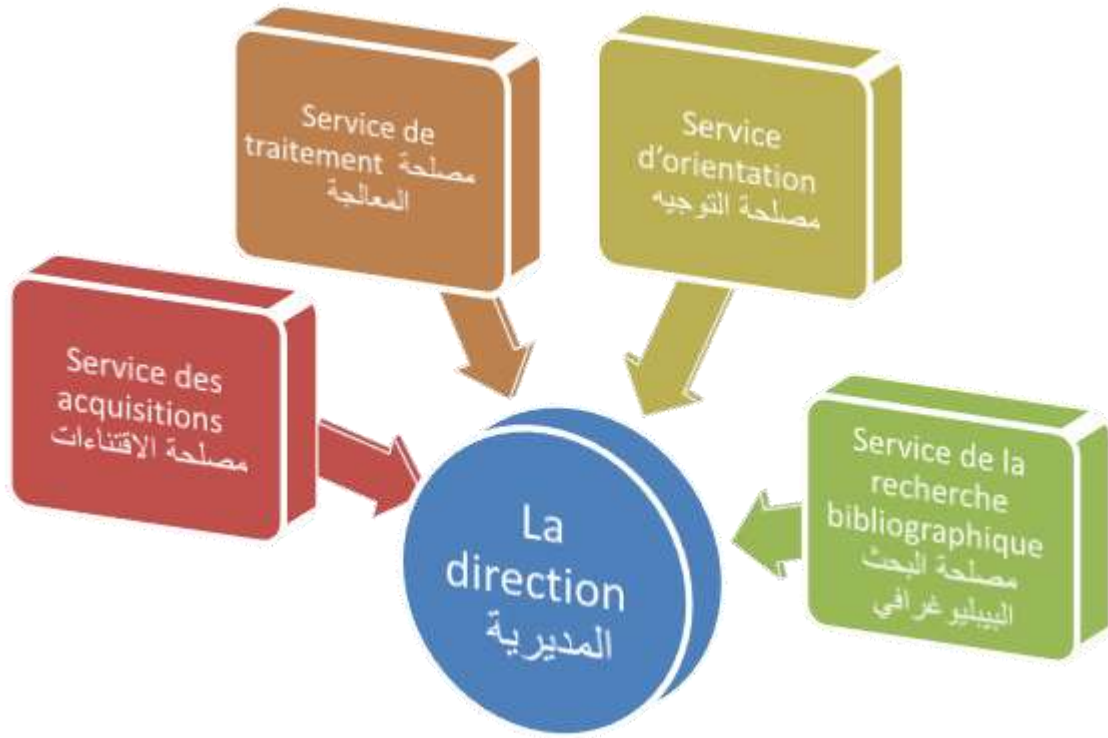 Service de
traitement مصلحة
المعالجة
Service
d'orientation
مصلحة التوجيه
Service des
acquisitions
مصلحة الاقتناءات
Service de la
recherche
bibliographique
مصلحة البحث
البيبليوغرافي
La
direction
المديرية